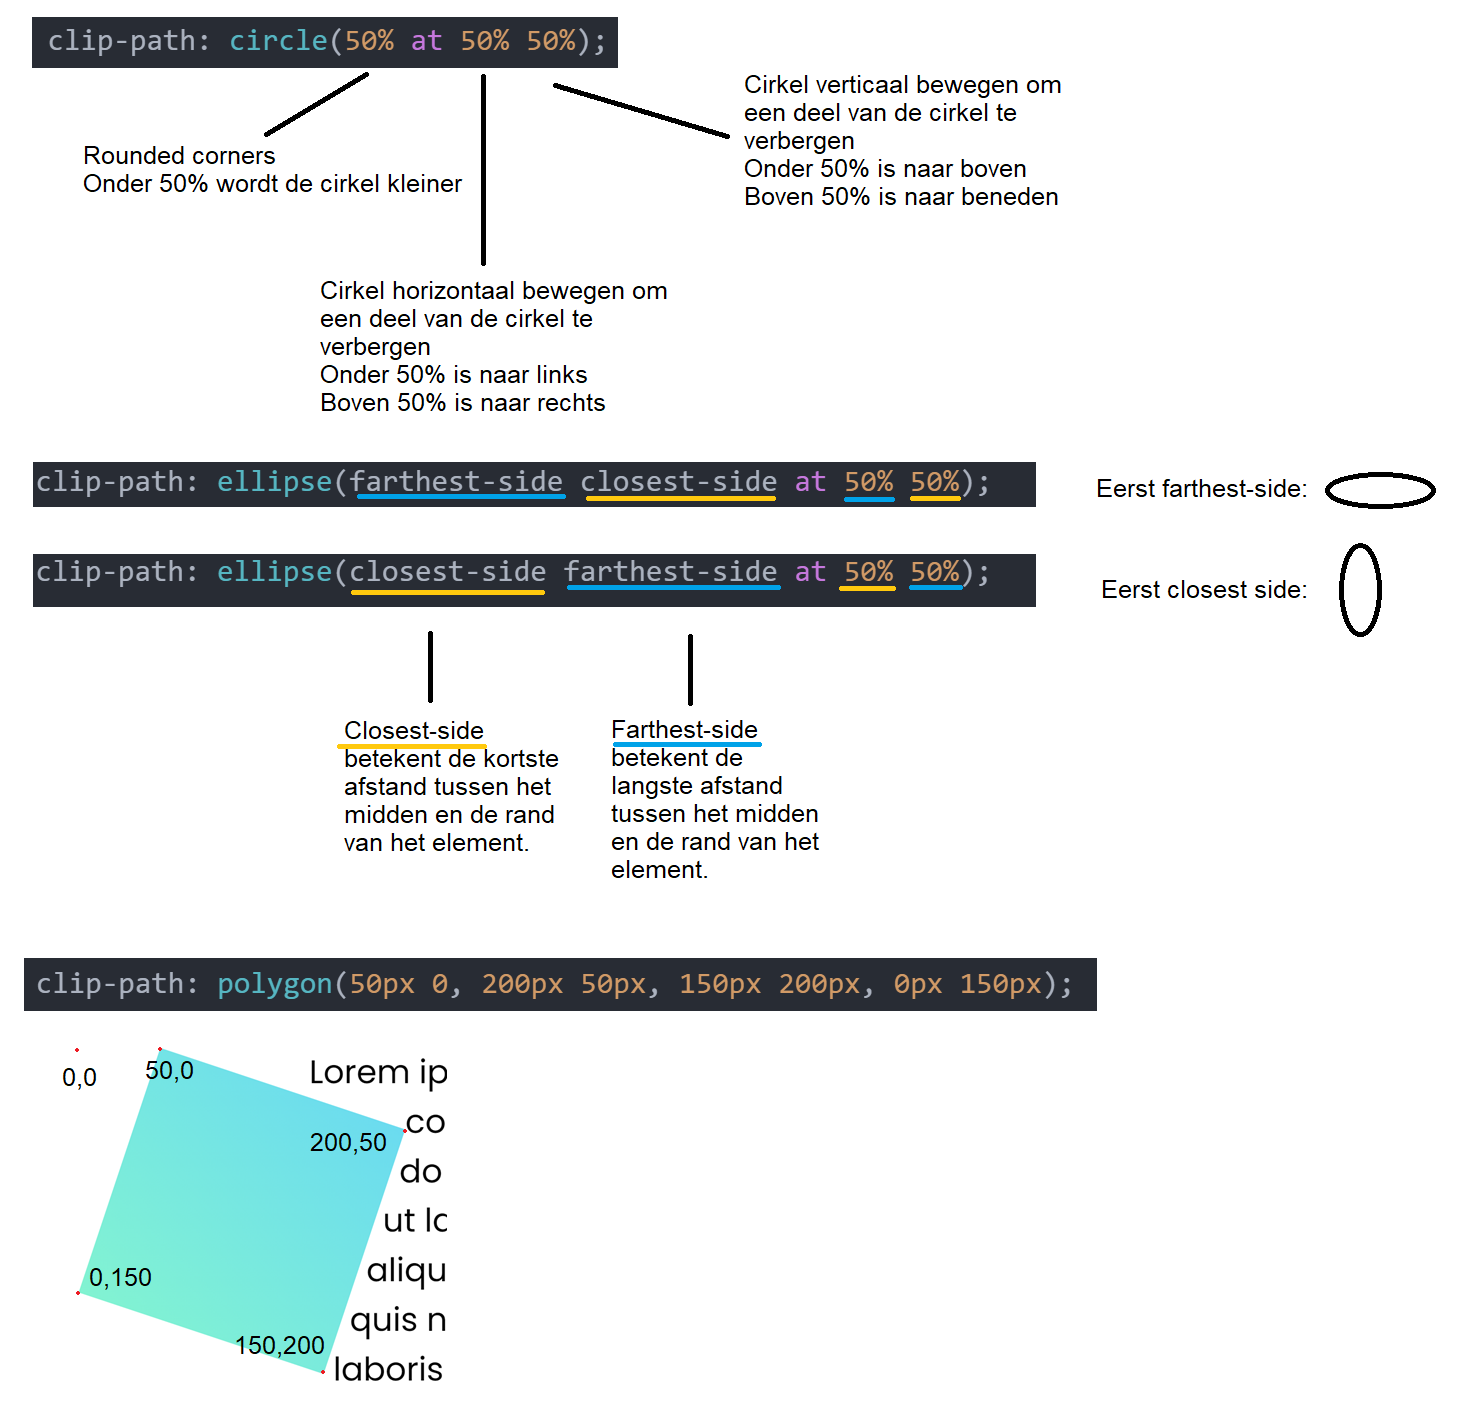 clip-path: circle(50% at 50% 50%);
Rounded corners
Onder 50% wordt de cirkel kleiner
Cirkel verticaal bewegen om
een deel van de cirkel te
verbergen
Onder 50% is naar boven
Boven 50% is naar beneden
Cirkel horizontaal bewegen om
een deel van de cirkel te
verbergen
Onder 50% is naar links
Boven 50% is naar rechts
clip-path: ellipse(farthest-side closest-side at 50% 50%);
Eerst farthest-side:
clip-path: ellipse(closest-side farthest-side at 50% 50%);
Eerst closest side:
Closest-side
betekent de kortste
afstand tussen het
midden en de rand
van het element.
Farthest-side
betekent de
langste afstand
tussen het midden
en de rand van het
element.
clip-path: polygon(50px 0, 200px 50px, 150px 200px, 0px 150px);
0,0
50,0
200,50
0,150
150,200
Lorem ip
co
do
ut lo
aliqu
quis n
laboris